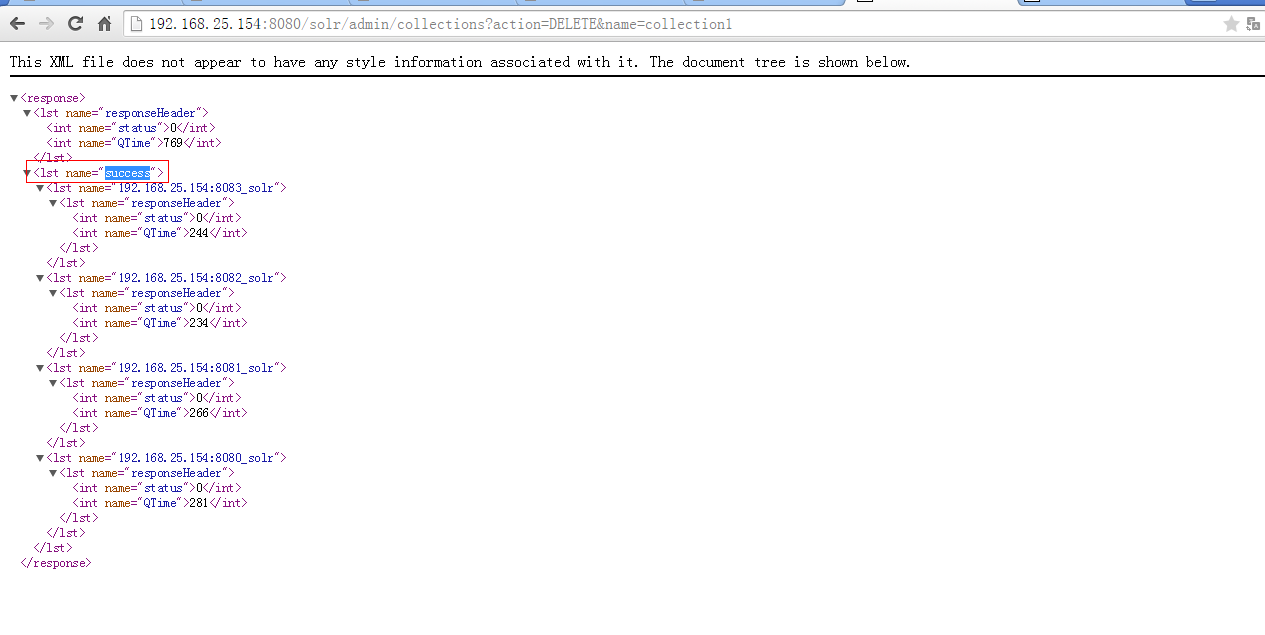 192.168.25.154:8080/solr/admin/collections?action=DELETE&name=collection1
This XML file does not appear to have any style information associated with it. The document tree is shown below.
▼<response>
▼<lst name="responseHeader">
<int name="status">0</int>
<int name="QTime">769</int>
</lst>
▼<lst name="success">
▼<lst name="192.168.25.154:8083_solr">
▼<lst name="responseHeader">
<int name="status">0</int>
<int name="QTime">244</int>
</lst>
</lst>
▼<lst name="192.168.25.154:8082_solr">
▼<lst name="responseHeader">
<int name="status">0</int>
<int name="QTime">234</int>
</lst>
</lst>
▼<lst name="192.168.25.154:8081_solr">
▼<lst name="responseHeader">
<int name="status">0</int>
<int name="QTime">266</int>
</lst>
</lst>
▼<lst name="192.168.25.154:8080_solr">
▼<lst name="responseHeader">
<int name="status">0</int>
<int name="QTime">281</int>
</lst>
</lst>
</lst>
</response>